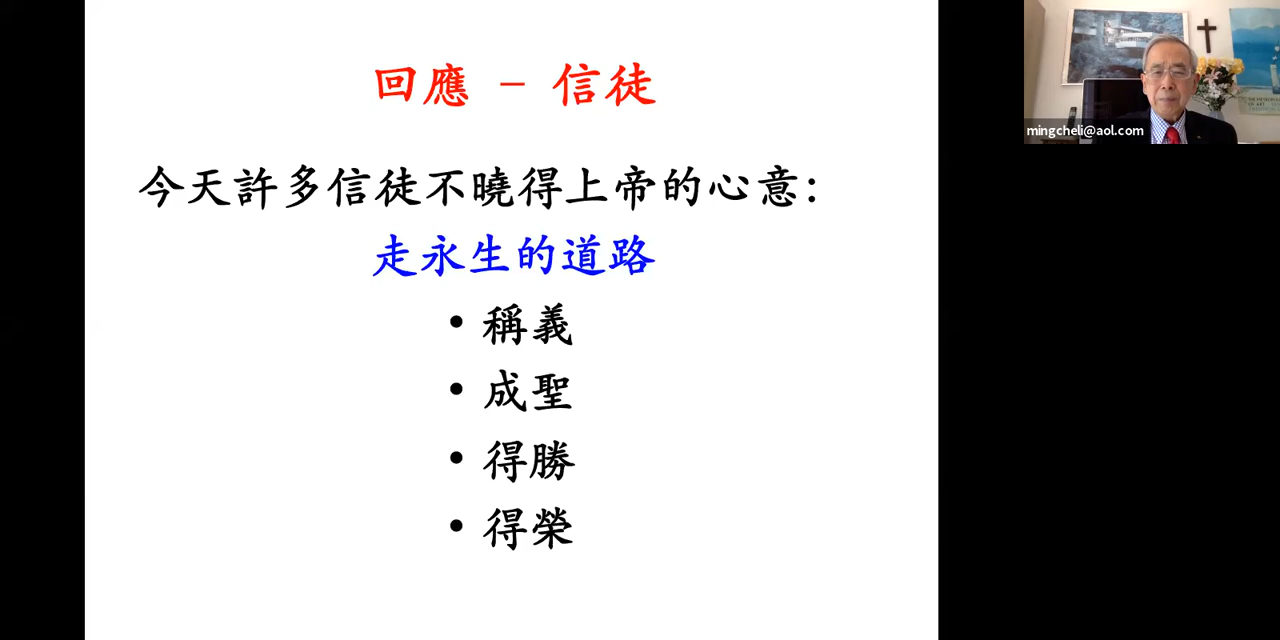 回應 – 信徒
今天許多信徒不曉得上帝的心意:
走永生的道路
• 稱義
• 成聖
• 得勝
• 得榮
mingcheli@aol.com